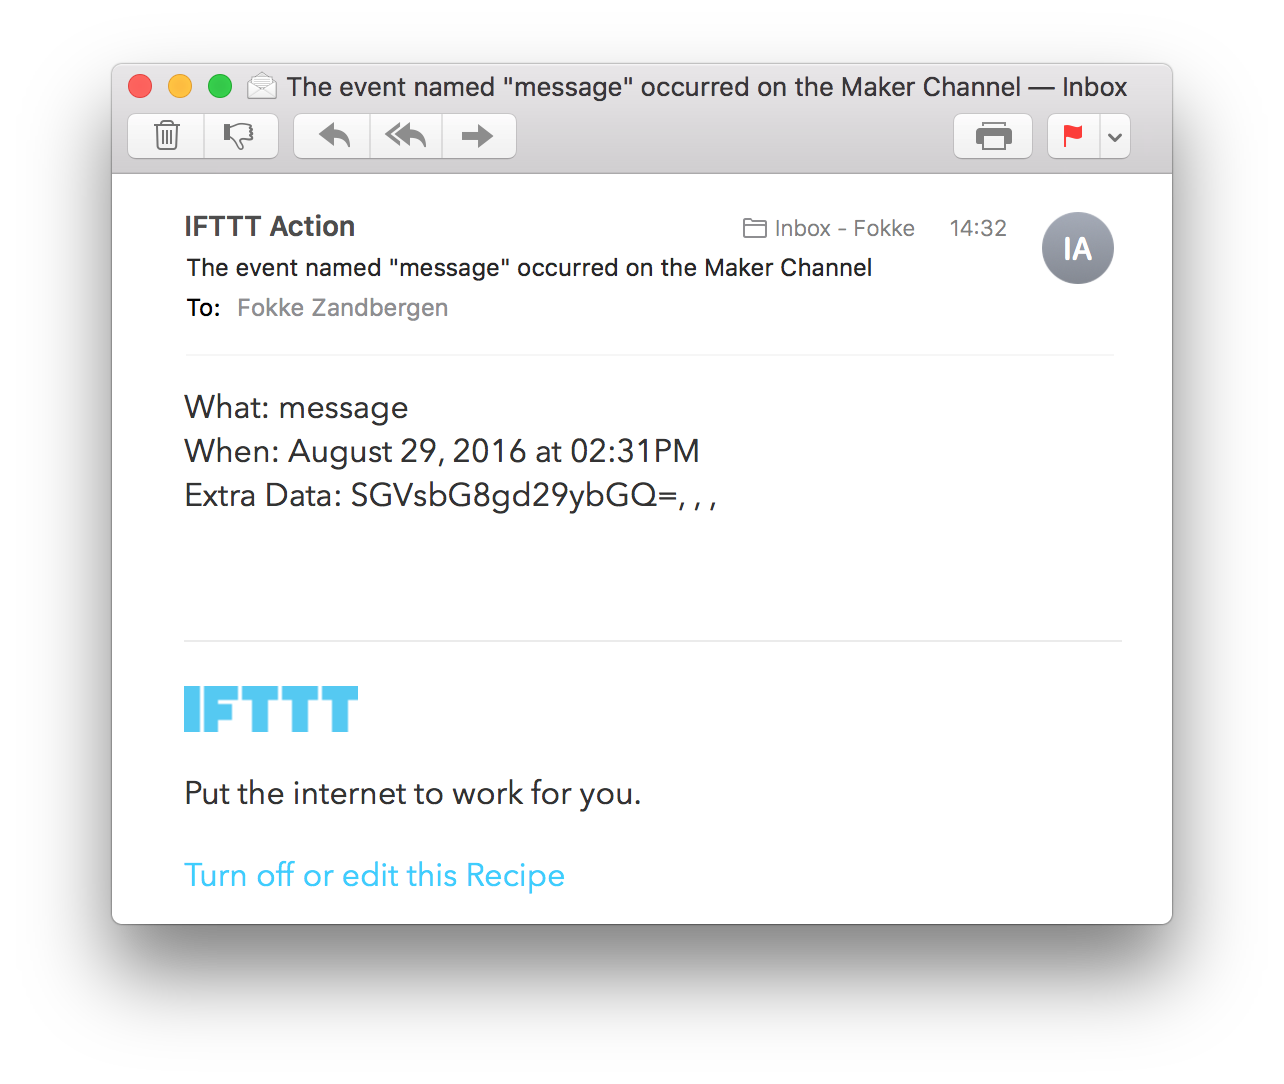 The event named "message" occurred on the Maker Channel — Inbox
IFTTT Action
Inbox - Fokke 14:32
IA
The event named "message" occurred on the Maker Channel
To: Fokke Zandbergen
What: message
When: August 29, 2016 at 02:31PM
Extra Data: SGVsbG8gd29ybGQ=, , ,
IFTTT
Put the internet to work for you.
Turn off or edit this Recipe